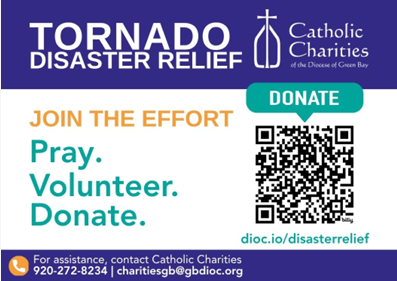 TORNADO
DISASTER RELIEF
Catholic
Charities
of the Diocese of Green Bay
DONATE
JOIN THE EFFORT
Pray.
Volunteer.
Donate.
bitly
dioc.io/disasterrelief
For assistance, contact Catholic Charities
920-272-8234 | charitiesgb@gbdioc.org